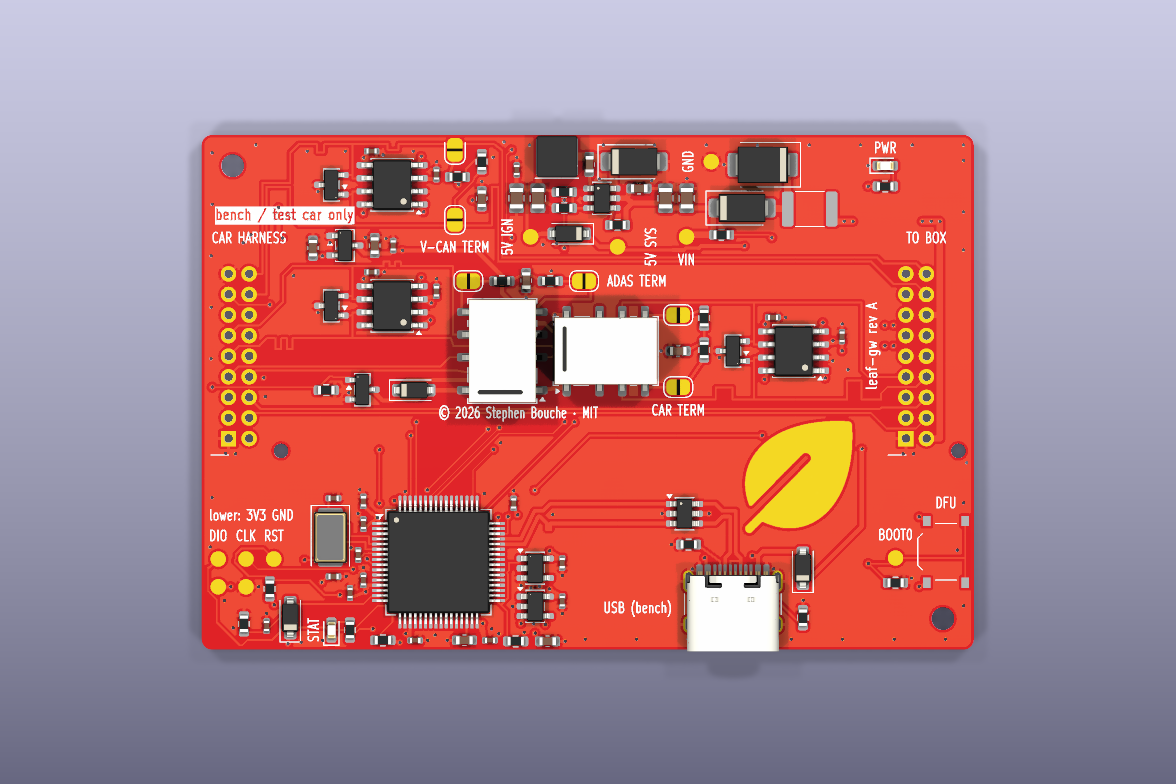 PWR
GND
bench / test car only
CAR HARNESS
V-CAN TERM
5V IGN
5V SYS
VIN
TO BOX
ADAS TERM
leaf-gw rev A
© 2026 Stephen Bouche · MIT
CAR TERM
DFU
lower: 3V3 GND
DIO CLK RST
BOOT0
USB (bench)
STAT